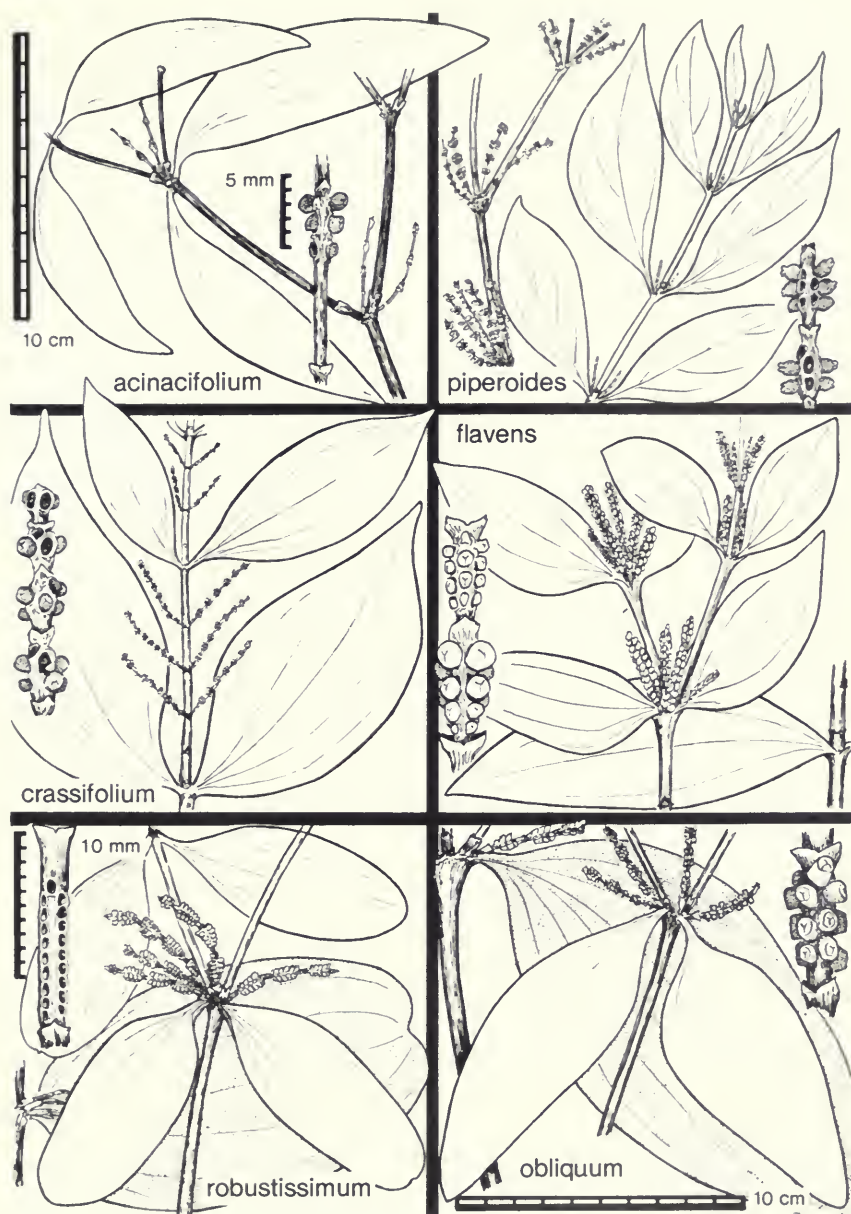 5 mm
10 cm
acinacifolium
piperoides
flavens
crassifolium
10 mm
robustissimum
obliquum
10 cm